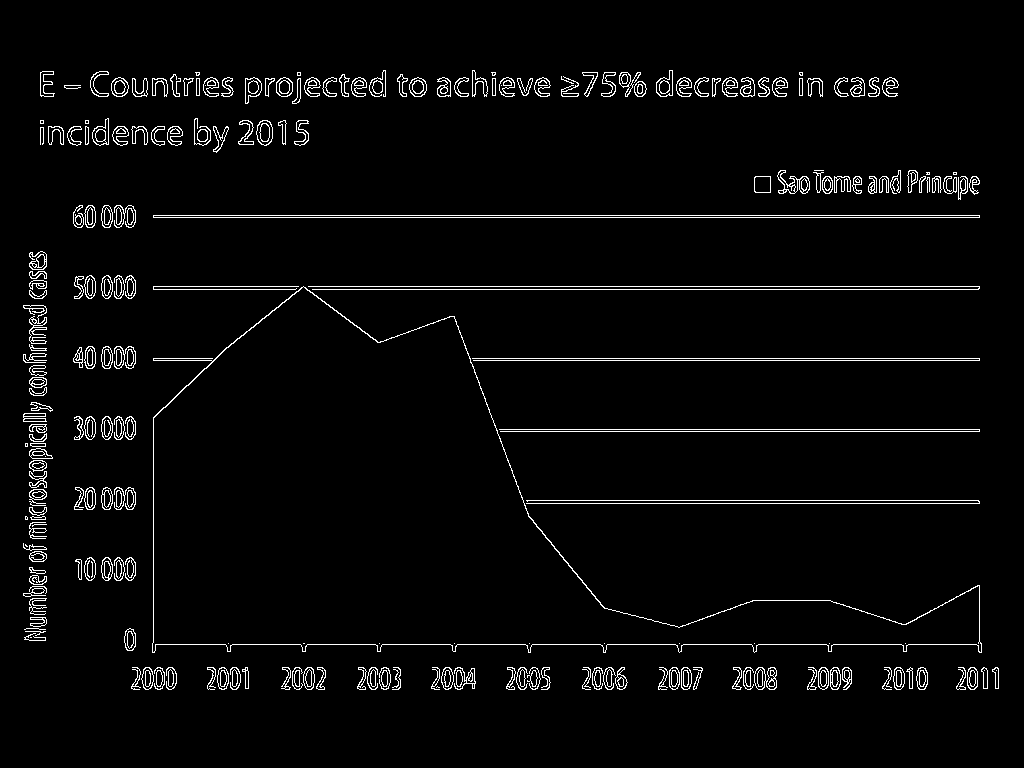 E – Countries projected to achieve ≥75% decrease in case
incidence by 2015
Sao Tome and Principe
Number of microscopically confirmed cases
60 000
50 000
40 000
30 000
20 000
10 000
0
2000 2001 2002 2003 2004 2005 2006 2007 2008 2009 2010 2011